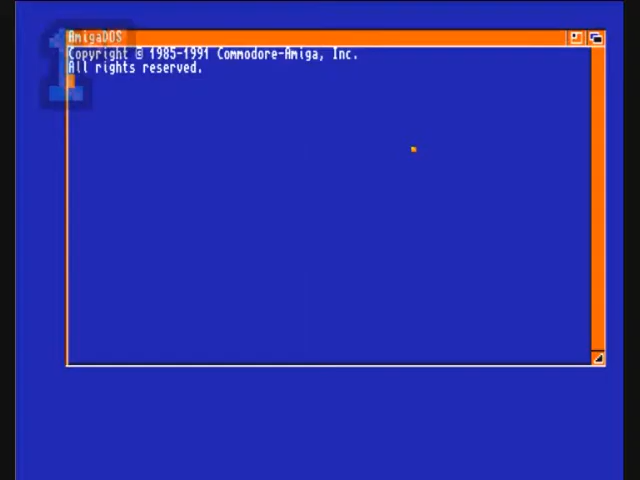 AmigaDOS
Copyright © 1985-1991 Commodore-Amiga, Inc.
All rights reserved.